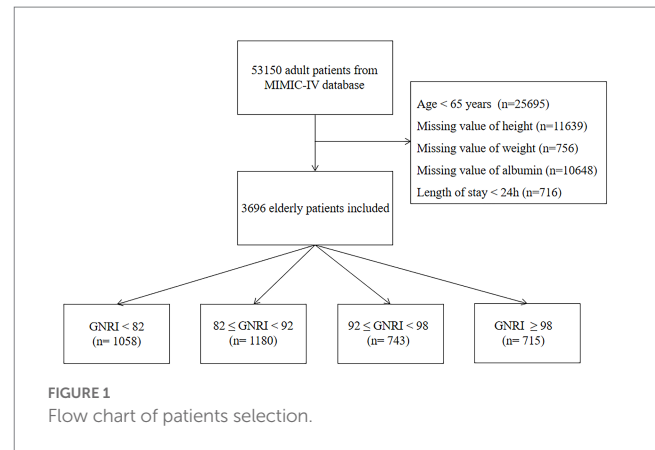 53150 adult patients from
MIMIC-IV database
Age < 65 years (n=25695)
Missing value of height (n=11639)
Missing value of weight (n=756)
Missing value of albumin (n=10648)
Length of stay < 24h (n=716)
3696 elderly patients included
GNRI < 82
(n= 1058)
82 ≤ GNRI < 92
(n= 1180)
92 ≤ GNRI < 98
(n= 743)
GNRI ≥ 98
(n= 715)
FIGURE 1
Flow chart of patients selection.